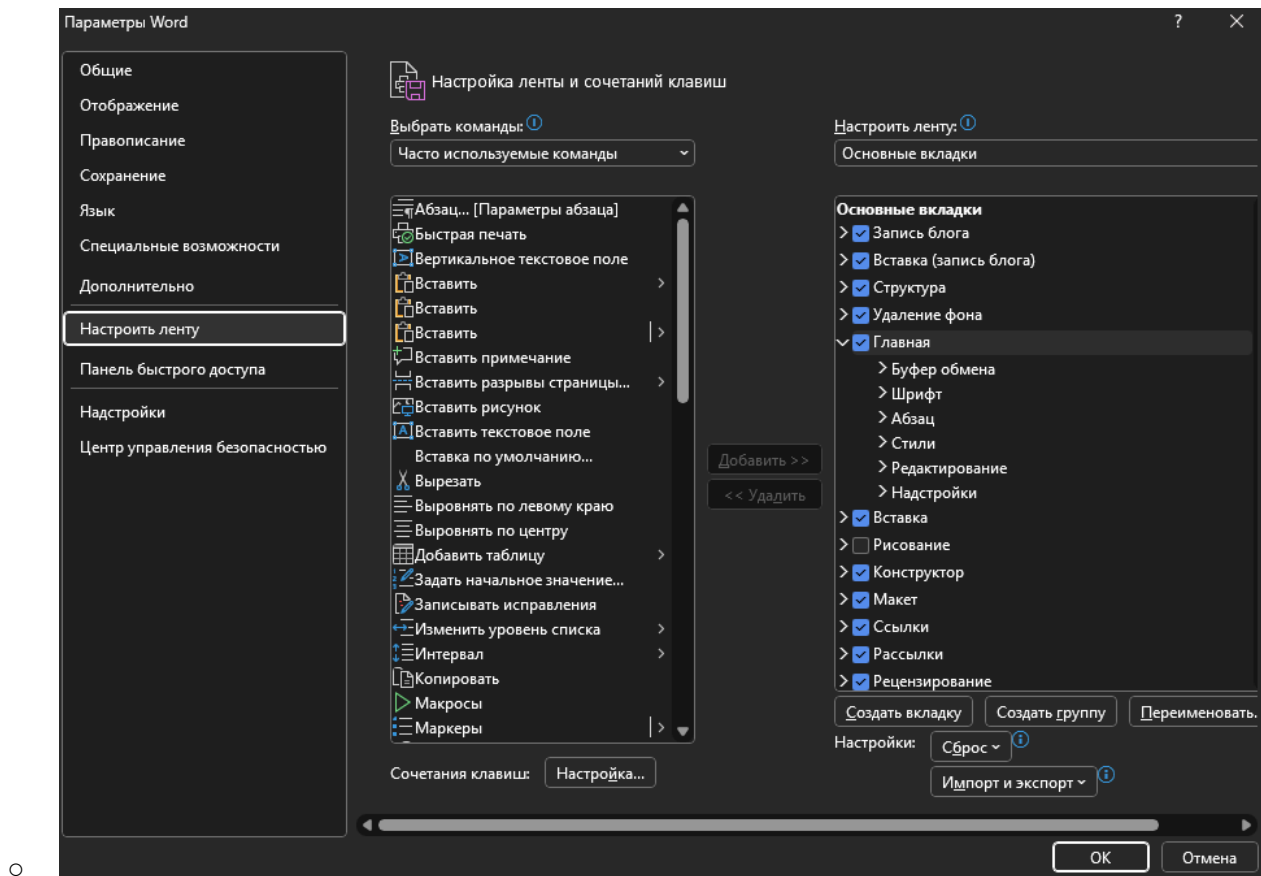 Параметры Word
?
Общие
Отображение
Правописание
Сохранение
Язык
Специальные возможности
Дополнительно
Настроить ленту
Панель быстрого доступа
Надстройки
Центр управления безопасностью
Настройка ленты и сочетаний клавиш
Выбрать команды:
Часто используемые команды
Абзац... [Параметры абзаца]
Быстрая печать
Вертикальное текстовое поле
Вставить
Вставить
Вставить
Вставить примечание
Вставить разрывы страницы...
Вставить рисунок
Вставить текстовое поле
Вставка по умолчанию...
Вырезать
Выровнять по левому краю
Выровнять по центру
Добавить таблицу
Задать начальное значение...
Записывать исправления
Изменить уровень списка
Интервал
Копировать
Макросы
Маркеры
Сочетания клавиш:
Настройка...
Добавить >>
<< Удалить
Настроить ленту:
Основные вкладки
Основные вкладки
Запись блога
Вставка (запись блога)
Структура
Удаление фона
Главная
Буфер обмена
Шрифт
Абзац
Стили
Редактирование
Надстройки
Вставка
Рисование
Конструктор
Макет
Ссылки
Рассылки
Рецензирование
Создать вкладку
Создать группу
Переименовать.
Настройки:
Сброс
Импорт и экспорт
ОК
Отмена